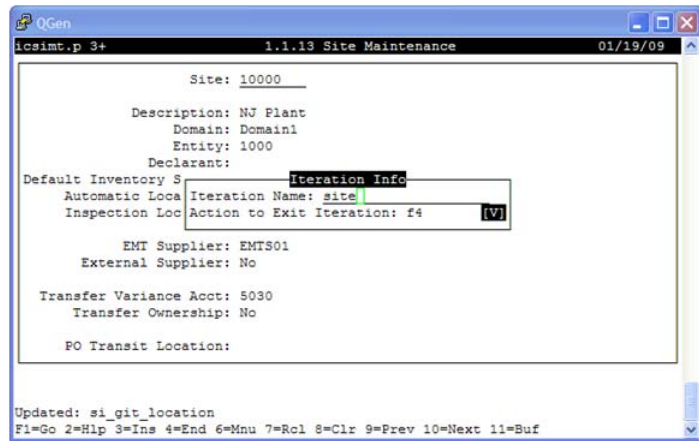 QGen
icsimt.p 3+ 1.1.13 Site Maintenance 01/19/09
Site: 10000
Description: NJ Plant
Domain: Domain1
Entity: 1000
Declarant:
Default Inventory S
Iteration Info
Automatic Loca Iteration Name: site
Inspection Loc Action to Exit Iteration: f4 [V]
EMT Supplier: EMTS01
External Supplier: No
Transfer Variance Acct: 5030
Transfer Ownership: No
PO Transit Location:
Updated: si_git_location
F1=Go 2=Hlp 3=Ins 4=End 6=Mnu 7=Rcl 8=Clr 9=Prev 10=Next 11=Buf